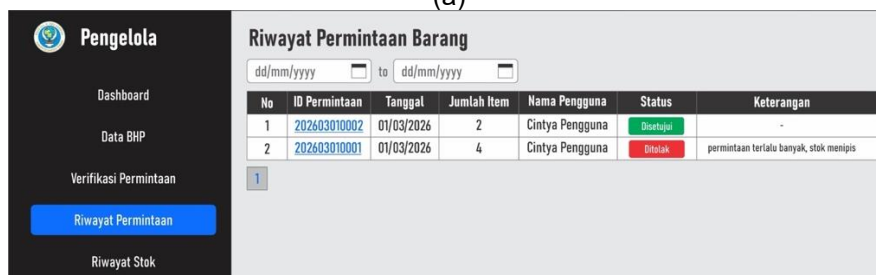 (a)
Pengelola
Dashboard
Data BHP
Verifikasi Permintaan
Riwayat Permintaan
Riwayat Stok
Riwayat Permintaan Barang
dd/mm/yyyy to dd/mm/yyyy
No ID Permintaan Tanggal Jumlah Item Nama Pengguna Status Keterangan
1 202603010002 01/03/2026 2 Cintya Pengguna Disetujui -
2 202603010001 01/03/2026 4 Cintya Pengguna Ditolak permintaan terlalu banyak, stok menipis
1